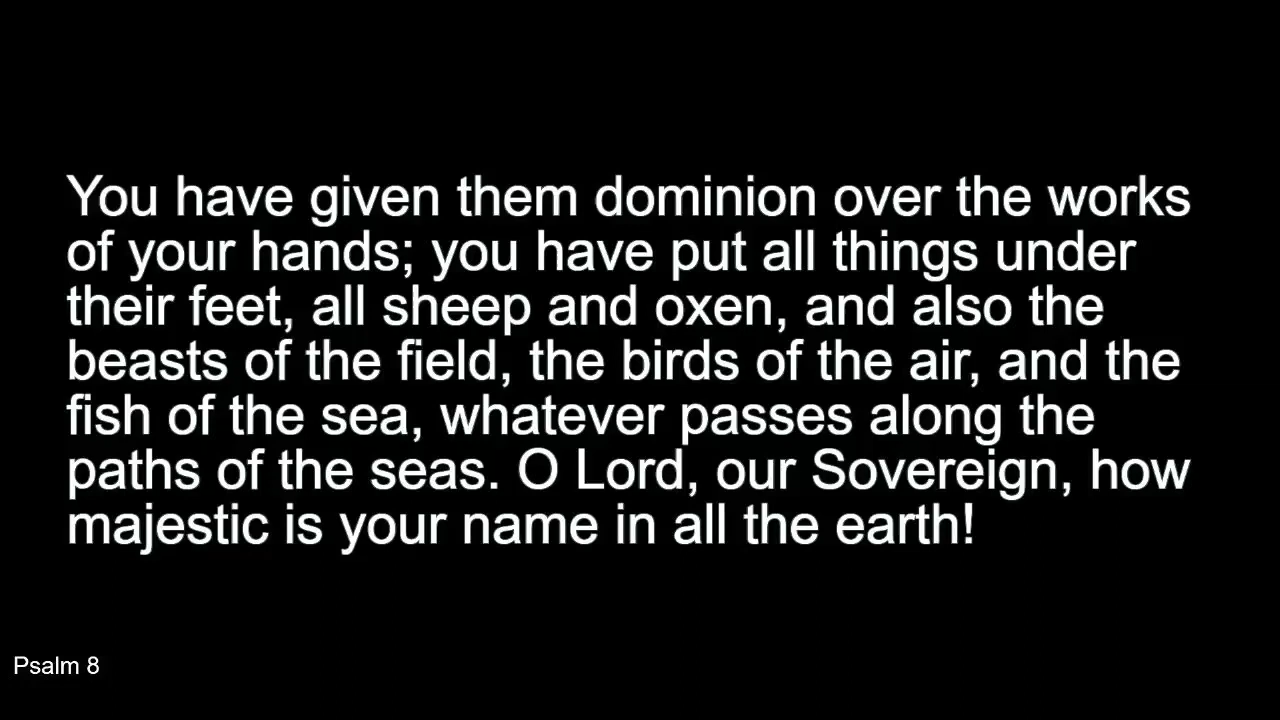 You have given them dominion over the works
of your hands; you have put all things under
their feet, all sheep and oxen, and also the
beasts of the field, the birds of the air, and the
fish of the sea, whatever passes along the
paths of the seas. O Lord, our Sovereign, how
majestic is your name in all the earth!
Psalm 8